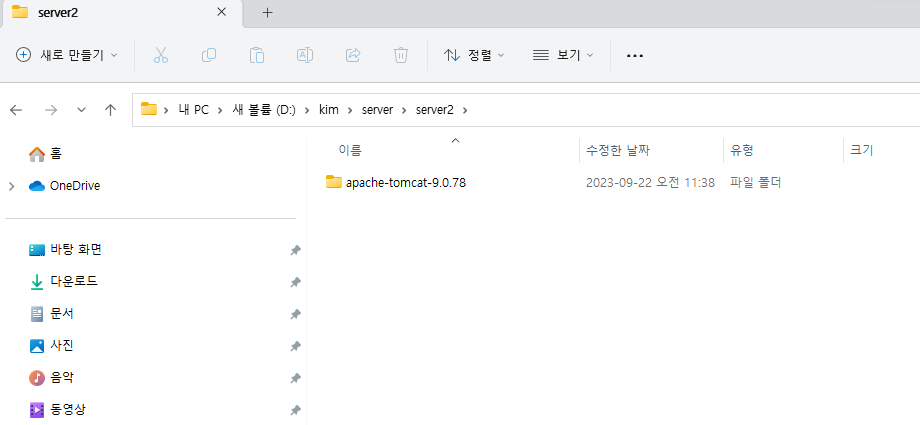 server2
새로 만들기
정렬
보기
내 PC
새 볼륨 (D:)
kim
server
server2
홈
OneDrive
바탕 화면
다운로드
문서
사진
음악
동영상
이름 수정한 날짜 유형 크기
apache-tomcat-9.0.78 2023-09-22 오전 11:38 파일 폴더